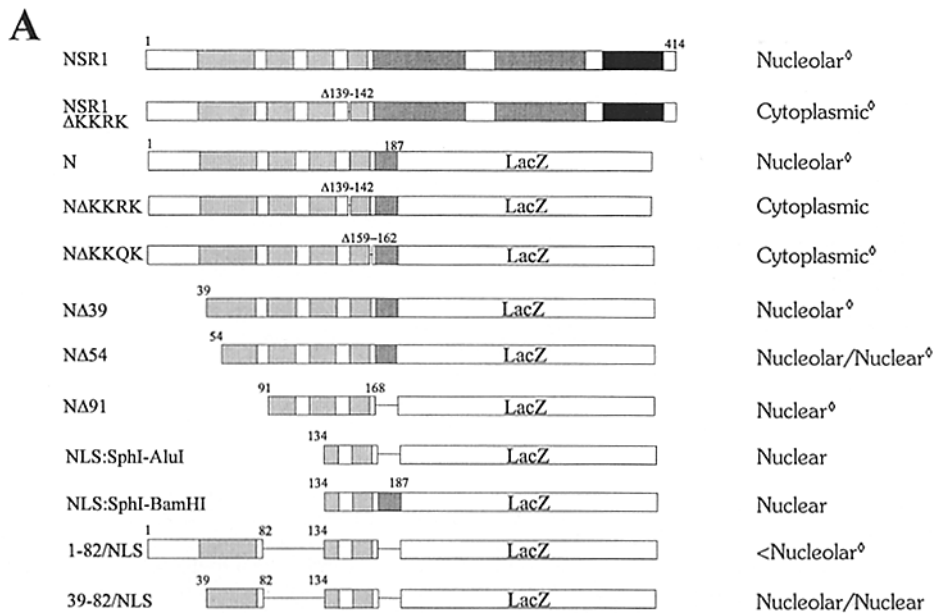 A
1 414
NSR1 Nucleolar◊
Δ139-142
NSR1 ΔKKRK Cytoplasmic◊
1 187
N LacZ Nucleolar◊
Δ139-142
NΔKKRK LacZ Cytoplasmic
Δ159-162
NΔKKQK LacZ Cytoplasmic◊
39
NΔ39 LacZ Nucleolar◊
54
NΔ54 LacZ Nucleolar/Nuclear◊
91 168
NΔ91 LacZ Nuclear◊
134
NLS:SphI-AluI LacZ Nuclear
134 187
NLS:SphI-BamHI LacZ Nuclear
1 82 134
1-82/NLS LacZ <Nucleolar◊
39 82 134
39-82/NLS LacZ Nucleolar/Nuclear